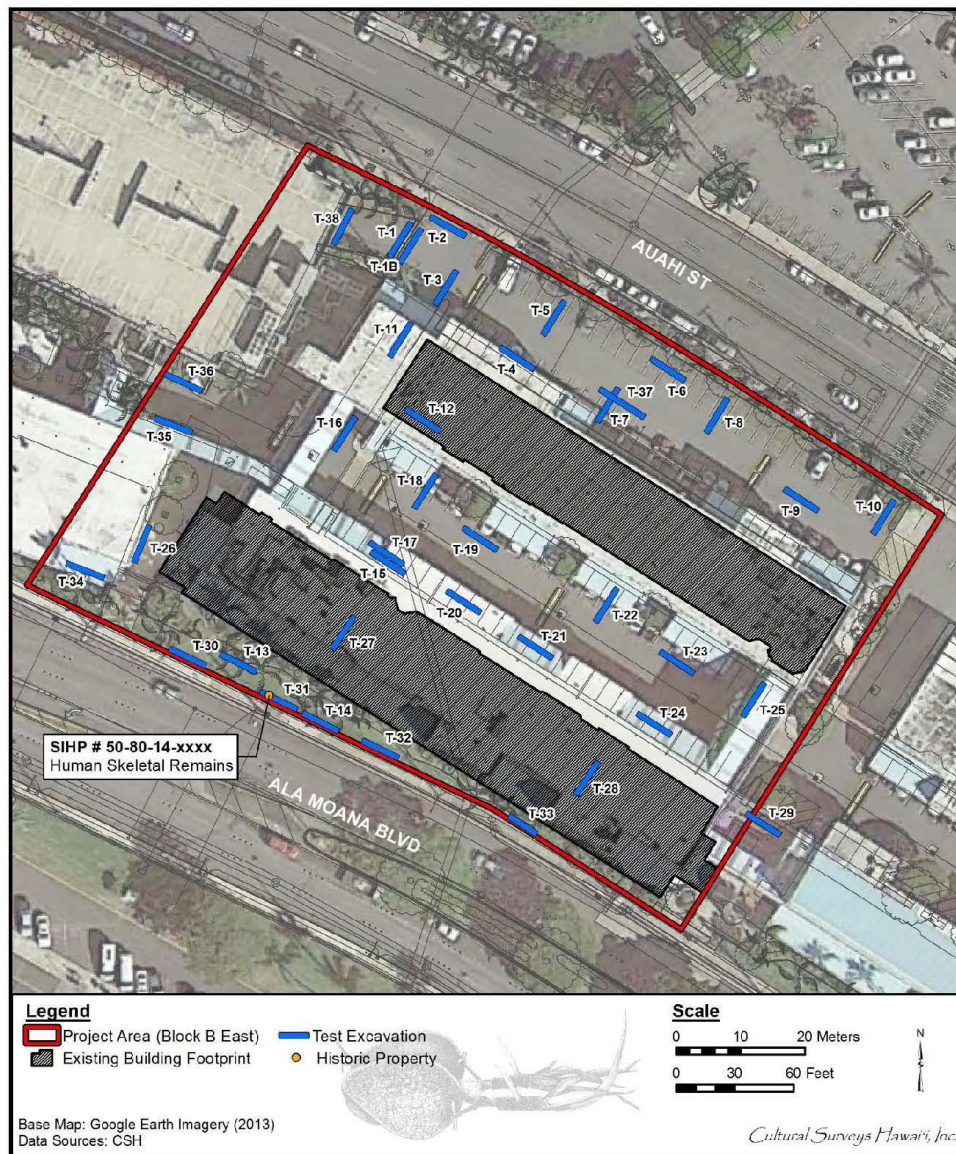 T-38
T-1
T-2
T-1B
T-3
AUAHI ST
T-5
T-11
T-4
T-36
T-6
T-37
T-12
T-7
T-8
T-35
T-16
T-18
T-9
T-10
T-26
T-17
T-19
T-34
T-15
T-20
T-22
T-27
T-21
T-30
T-13
T-23
T-31
T-25
T-14
T-24
SIHP # 50-80-14-xxxx
Human Skeletal Remains
T-32
T-28
ALA MOANA BLVD
T-33
T-29
Legend
Project Area (Block B East)
Test Excavation
Existing Building Footprint
Historic Property
Scale
0 10 20 Meters
0 30 60 Feet
N
Base Map: Google Earth Imagery (2013)
Data Sources: CSH
Cultural Surveys Hawai'i, Inc.